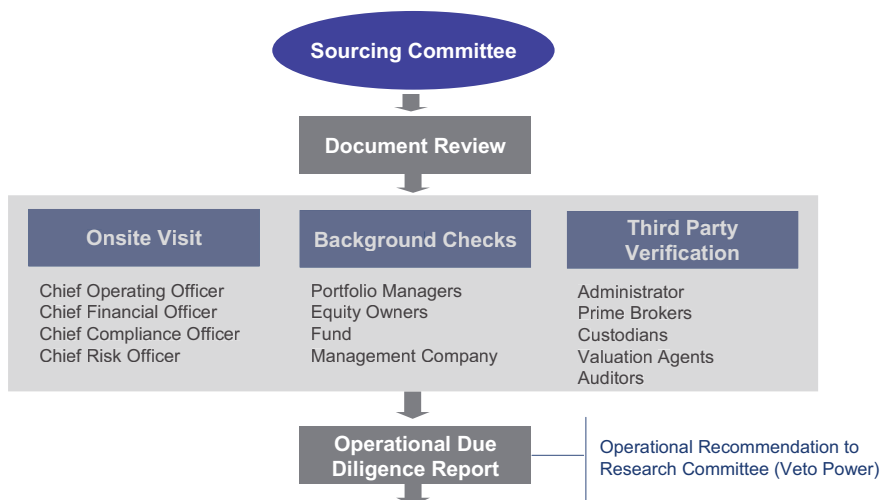 Sourcing Committee
Document Review
Onsite Visit
Chief Operating Officer
Chief Financial Officer
Chief Compliance Officer
Chief Risk Officer
Background Checks
Portfolio Managers
Equity Owners
Fund
Management Company
Third Party
Verification
Administrator
Prime Brokers
Custodians
Valuation Agents
Auditors
Operational Due
Diligence Report
Operational Recommendation to
Research Committee (Veto Power)